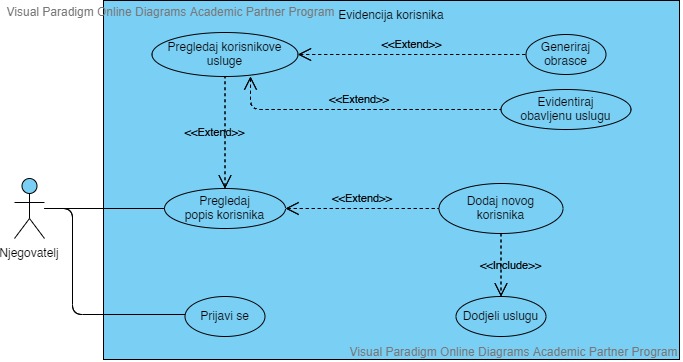 Visual Paradigm Online Diagrams Academic Partner Program
Evidencija korisnika
Pregledaj korisnikove
usluge
<<Extend>>
Generiraj
obrasce
<<Extend>>
Evidentiraj
obavljenu uslugu
<<Extend>>
Pregledaj
popis korisnika
<<Extend>>
Dodaj novog
korisnika
Njegovatelj
<<Include>>
Prijavi se
Dodjeli uslugu
Visual Paradigm Online Diagrams Academic Partner Program